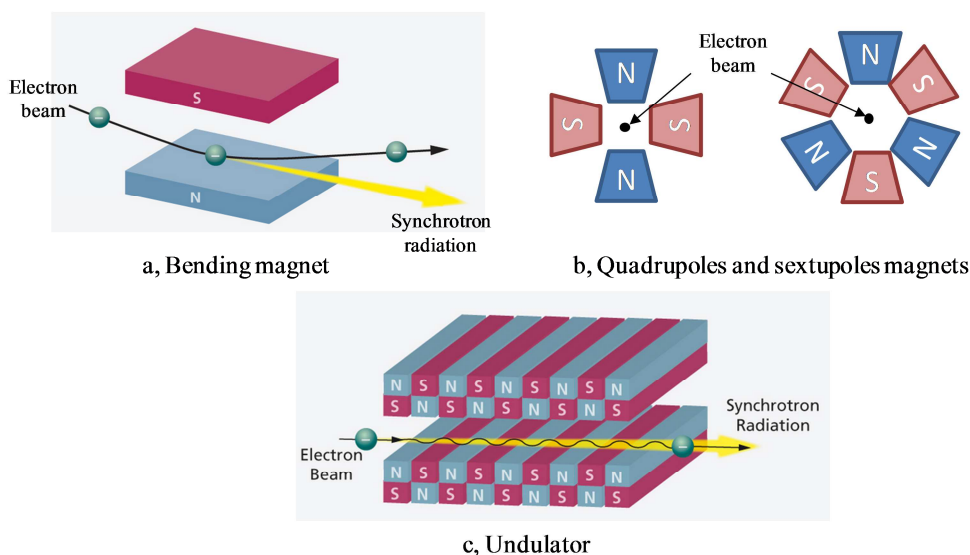 Electron
beam
S
N
Synchrotron
radiation
a, Bending magnet
Electron
beam
N
S
S
N
N
S
S
N
N
S
b, Quadrupoles and sextupoles magnets
N S N S N S N S N
S N S N S N S N S
Electron
Beam
Synchrotron
Radiation
N S N S N S N S N
S N S N S N S N S
c, Undulator